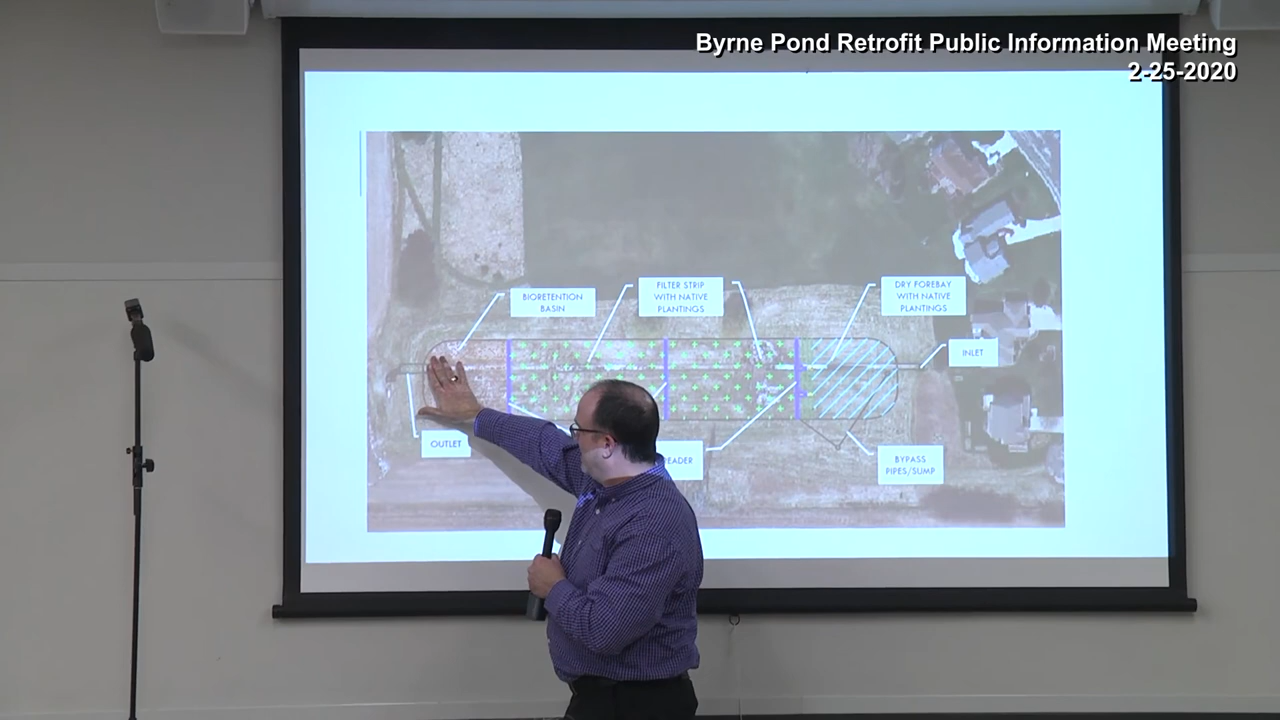 Byrne Pond Retrofit Public Information Meeting
2-25-2020
BIORETENTION
BASIN
FILTER STRIP
WITH NATIVE
PLANTINGS
DRY FOREBAY
WITH NATIVE
PLANTINGS
INLET
OUTLET
BYPASS
PIPES/SUMP